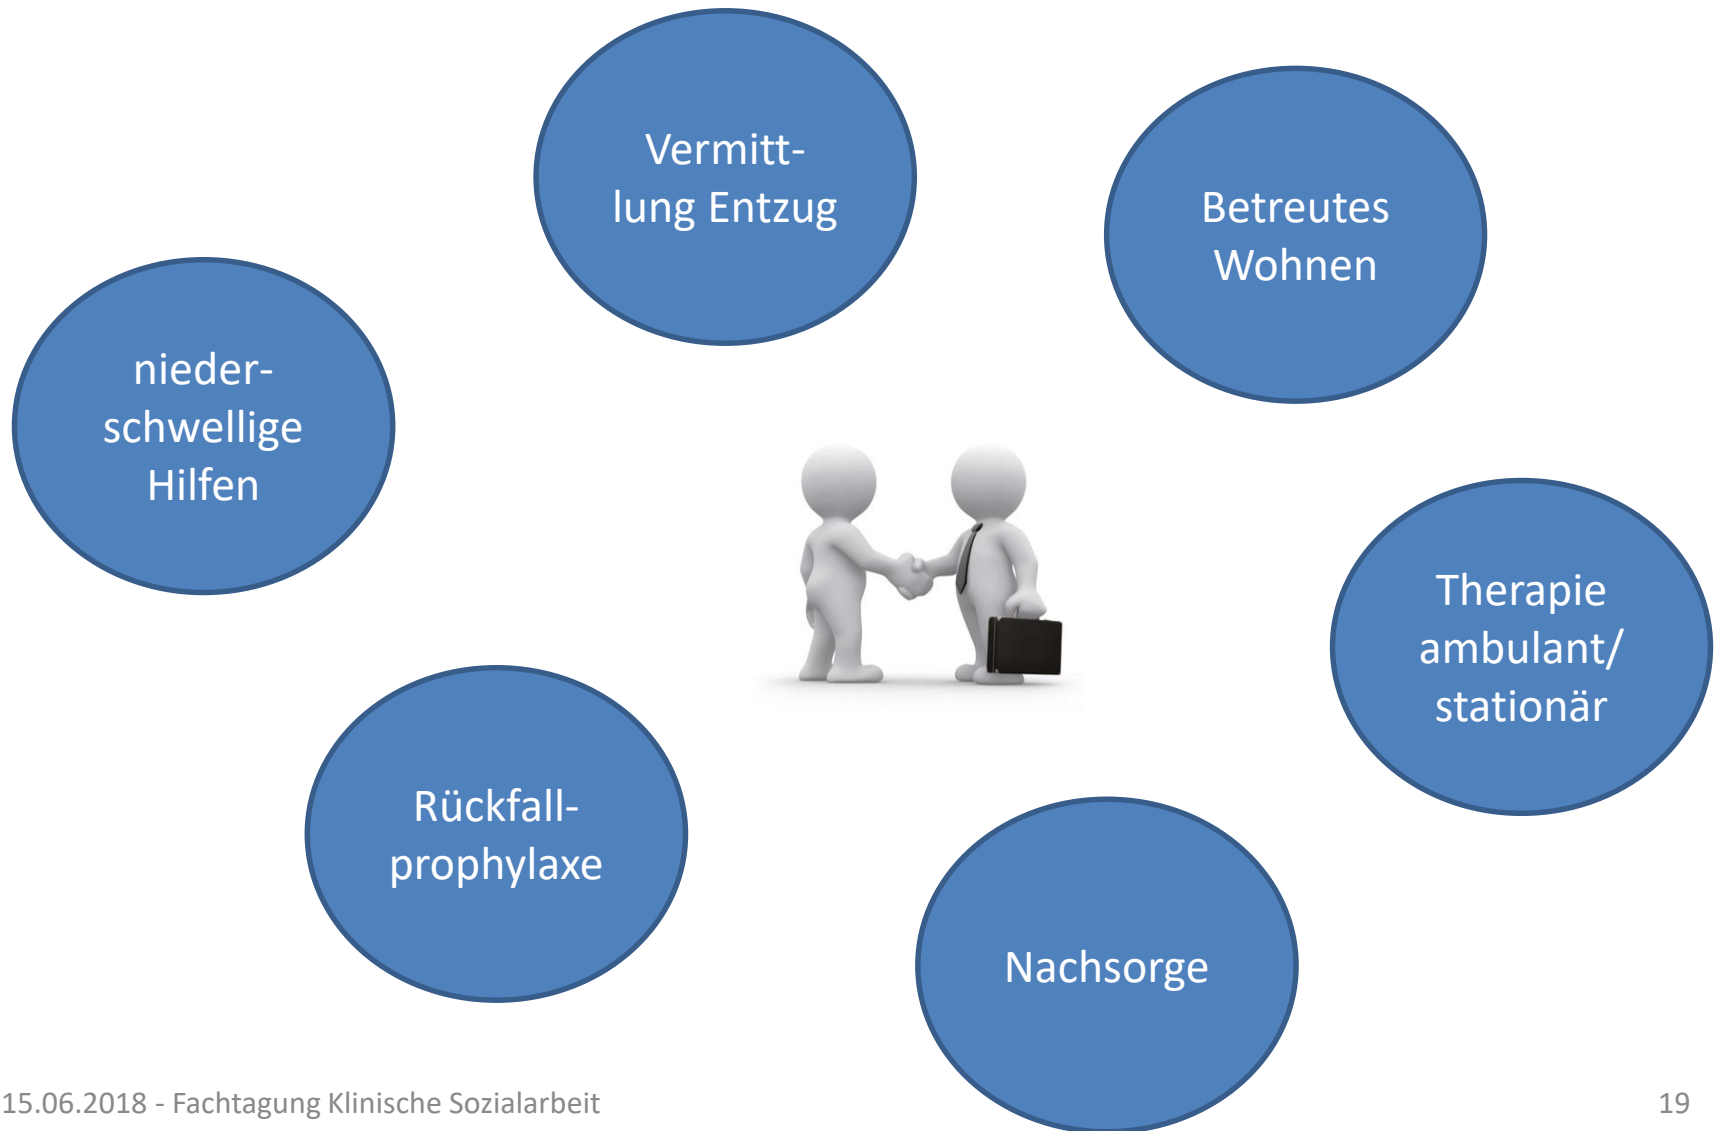 Vermitt-
lung Entzug
Betreutes
Wohnen
nieder-
schwellige
Hilfen
Therapie
ambulant/
stationär
Rückfall-
prophylaxe
Nachsorge
15.06.2018 - Fachtagung Klinische Sozialarbeit
19